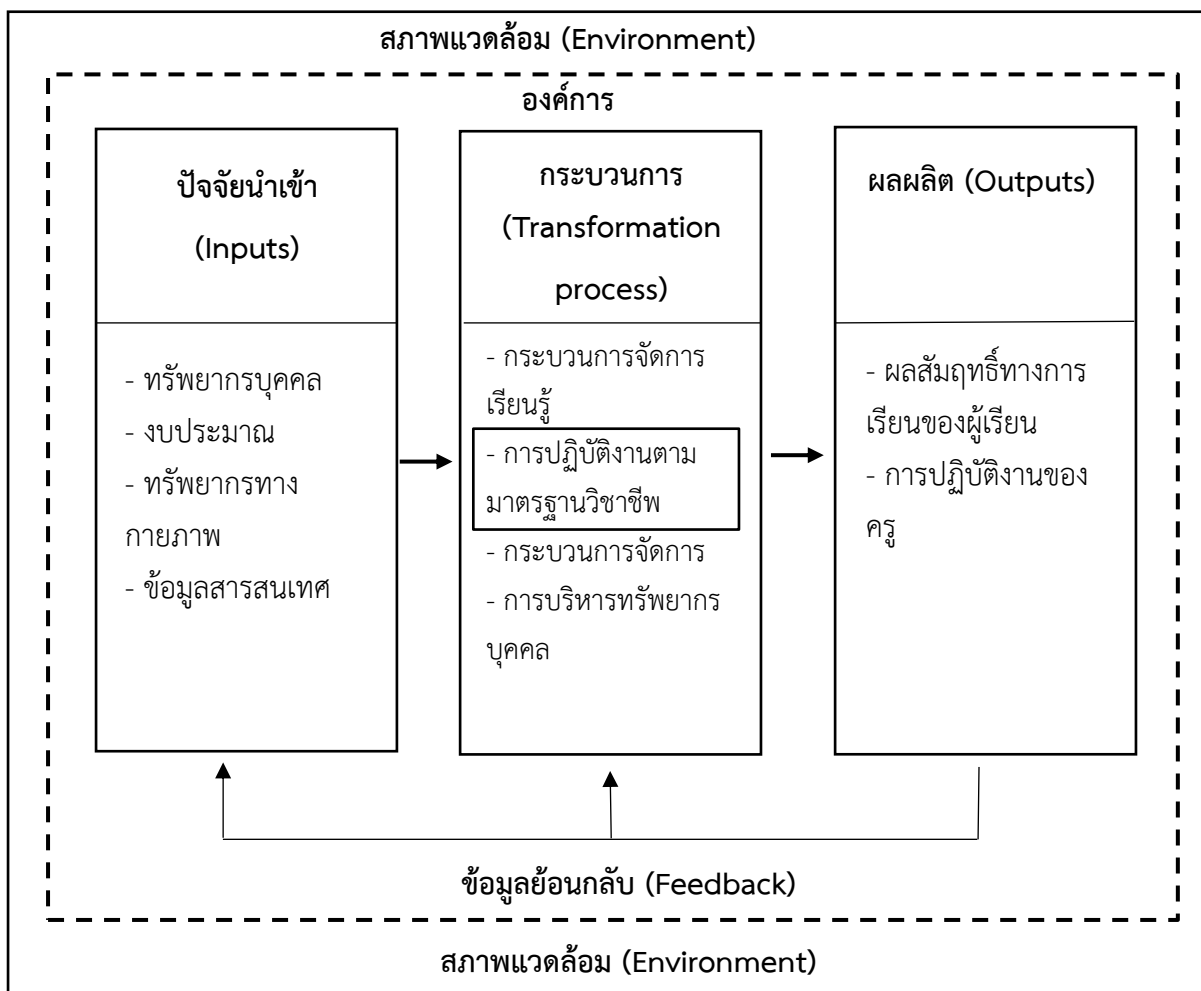 สภาพแวดล้อม (Environment)
องค์การ
ปัจจัยนำเข้า
(Inputs)
- ทรัพยากรบุคคล
- งบประมาณ
- ทรัพยากรทาง
กายภาพ
- ข้อมูลสารสนเทศ
กระบวนการ
(Transformation
process)
- กระบวนการจัดการ
เรียนรู้
- การปฏิบัติงานตาม
มาตรฐานวิชาชีพ
- กระบวนการจัดการ
- การบริหารทรัพยากร
บุคคล
ผลผลิต (Outputs)
- ผลสัมฤทธิ์ทางการ
เรียนของผู้เรียน
- การปฏิบัติงานของ
ครู
ข้อมูลย้อนกลับ (Feedback)
สภาพแวดล้อม (Environment)